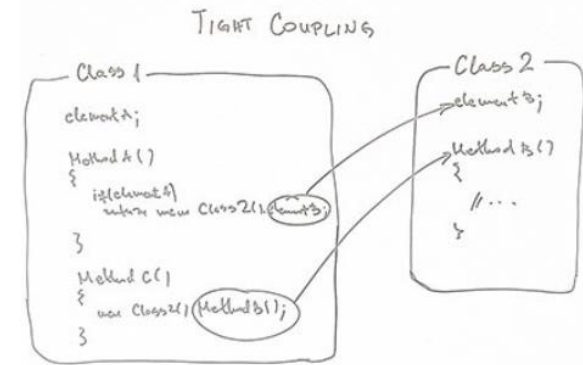 TIGHT COUPLING
Class 1
elementA;
MethodA()
{
if(elementA)
return new Class2().elementB;
}
MethodC()
{
new Class2().MethodB();
}
Class 2
elementB;
MethodB()
{
//...
}